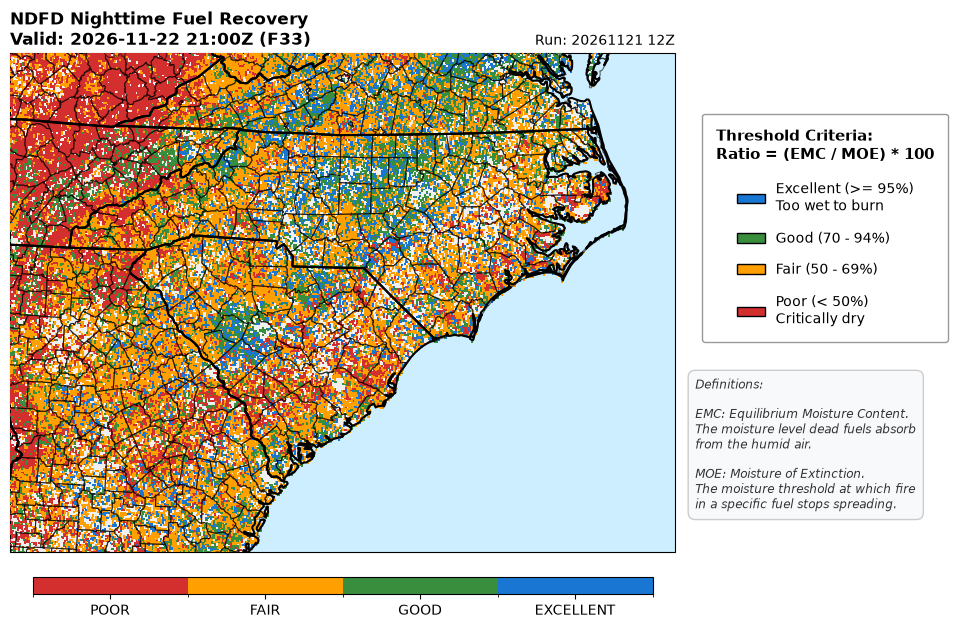 NDFD Nighttime Fuel Recovery
Valid: 2026-11-22 21:00Z (F33)
Run: 20261121 12Z
Threshold Criteria:
Ratio = (EMC / MOE) * 100
Excellent (>= 95%)
Too wet to burn
Good (70 - 94%)
Fair (50 - 69%)
Poor (< 50%)
Critically dry
Definitions:
EMC: Equilibrium Moisture Content.
The moisture level dead fuels absorb
from the humid air.
MOE: Moisture of Extinction.
The moisture threshold at which fire
in a specific fuel stops spreading.
POOR
FAIR
GOOD
EXCELLENT